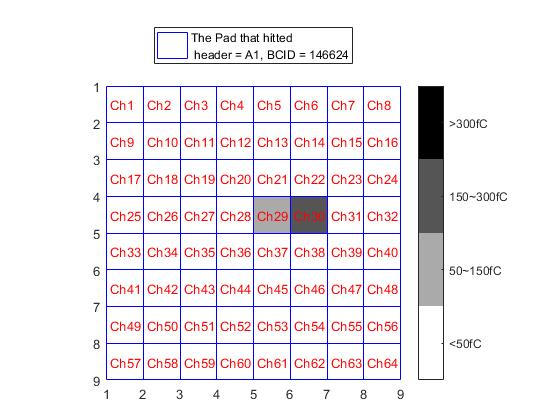 The Pad that hitted
header = A1, BCID = 146624
1
Ch1 Ch2 Ch3 Ch4 Ch5 Ch6 Ch7 Ch8
2
Ch9 Ch10 Ch11 Ch12 Ch13 Ch14 Ch15 Ch16
3
Ch17 Ch18 Ch19 Ch20 Ch21 Ch22 Ch23 Ch24
4
Ch25 Ch26 Ch27 Ch28 Ch29 Ch30 Ch31 Ch32
5
Ch33 Ch34 Ch35 Ch36 Ch37 Ch38 Ch39 Ch40
6
Ch41 Ch42 Ch43 Ch44 Ch45 Ch46 Ch47 Ch48
7
Ch49 Ch50 Ch51 Ch52 Ch53 Ch54 Ch55 Ch56
8
Ch57 Ch58 Ch59 Ch60 Ch61 Ch62 Ch63 Ch64
9
1 2 3 4 5 6 7 8 9
>300fC
150~300fC
50~150fC
<50fC